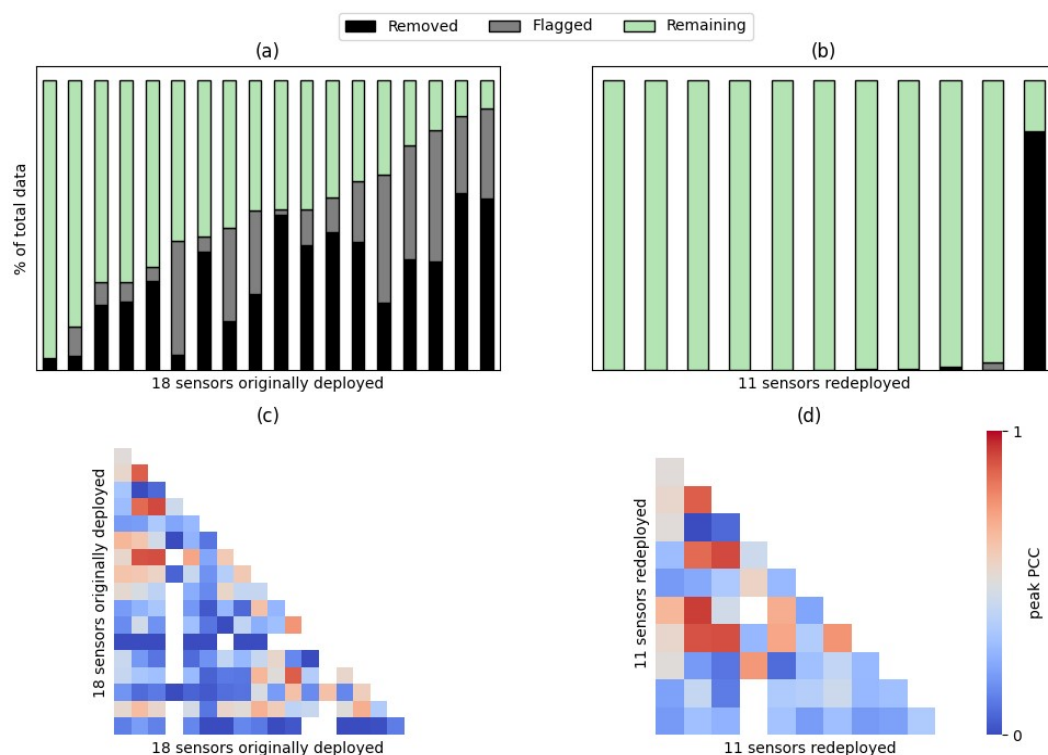 Removed Flagged Remaining
(a) (b)
% of total data
18 sensors originally deployed 11 sensors redeployed
(c) (d)
18 sensors originally deployed
11 sensors redeployed
1
peak PCC
0
18 sensors originally deployed 11 sensors redeployed